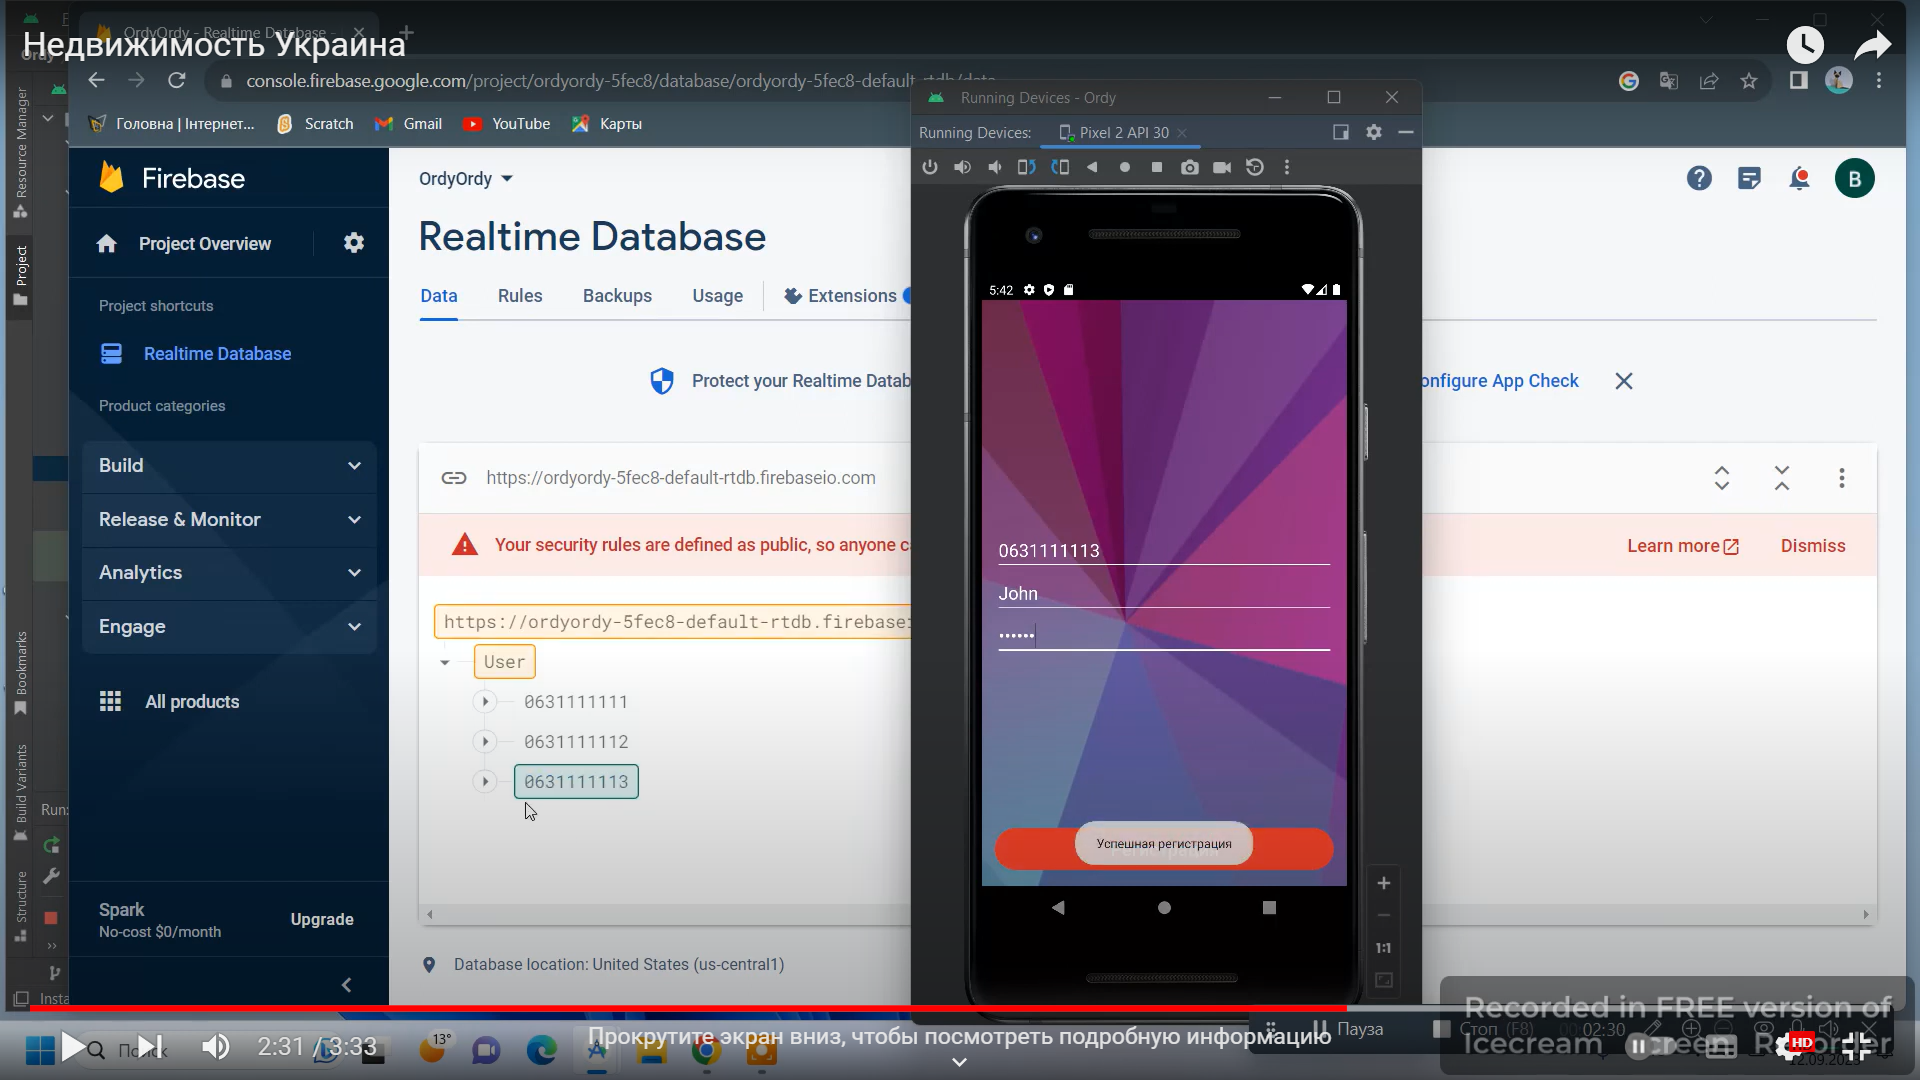 Недвижимость Украина
OrdyOrdy - Realtime Database -
console.firebase.google.com/project/ordyordy-5fec8/database/ordyordy-5fec8-default-rtdb/data
Головна | Інтернет...
Scratch
Gmail
YouTube
Карты
Resource Manager
Project
Bookmarks
Build Variants
Structure
Run:
Firebase
Project Overview
Project shortcuts
Realtime Database
Product categories
Build
Release & Monitor
Analytics
Engage
All products
Spark
No-cost $0/month
Upgrade
OrdyOrdy
Realtime Database
Data
Rules
Backups
Usage
Extensions
B
Protect your Realtime Datab
onfigure App Check
https://ordyordy-5fec8-default-rtdb.firebaseio.com
Your security rules are defined as public, so anyone c
Learn more
Dismiss
https://ordyordy-5fec8-default-rtdb.firebase
User
0631111111
0631111112
0631111113
Database location: United States (us-central1)
Running Devices - Ordy
Running Devices:
Pixel 2 API 30
5:42
0631111113
John
Успешная регистрация
1:1
Recorded in FREE version of
Icecream Screen Recorder
Пауза
Стоп (F8)
00:02:30
2:31 / 3:33
13°
Прокрутите экран вниз, чтобы посмотреть подробную информацию
HD